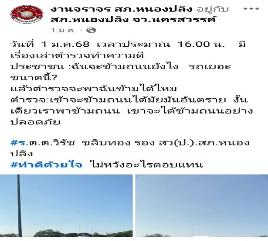 งานจราจร สภ.หนองปลิง อยู่กับ
สภ.หนองปลิง จว.นครสวรรค์
1 ม.ค.
วันที่ 1 ม.ค.68 เวลาประมาณ 16.00 น. มี
เรื่องเล่าตำรวจทำความดี
ประชาชน :ฉันจะข้ามถนนยังไง รถเยอะ
ขนาดนี้?
แล้วตำรวจจะพาฉันข้ามได้ไหม
ตำรวจ:เข้าจะข้ามถนนได้มัยมันอันตราย งั้น
เดี๋ยวเราพาข้ามถนน เขาจะได้ข้ามถนนอย่าง
ปลอดภัย
#ร.ต.ต.วิรัช ขลิบทอง รอง สว(ป.).สภ.หนอง
ปลิง
#ทำดีด้วยใจ ไม่หวังอะไรตอบแทน